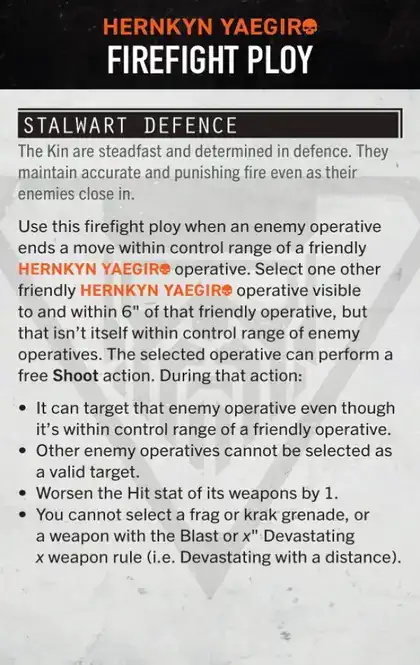 HERNKYN YAEGIR
FIREFIGHT PLOY
STALWART DEFENCE
The Kin are steadfast and determined in defence. They
maintain accurate and punishing fire even as their
enemies close in.
Use this firefight ploy when an enemy operative
ends a move within control range of a friendly
HERNKYN YAEGIR operative. Select one other
friendly HERNKYN YAEGIR operative visible
to and within 6" of that friendly operative, but
that isn’t itself within control range of enemy
operatives. The selected operative can perform a
free Shoot action. During that action:
• It can target that enemy operative even though
it’s within control range of a friendly operative.
• Other enemy operatives cannot be selected as
a valid target.
• Worsen the Hit stat of its weapons by 1.
• You cannot select a frag or krak grenade, or
a weapon with the Blast or x" Devastating
x weapon rule (i.e. Devastating with a distance).